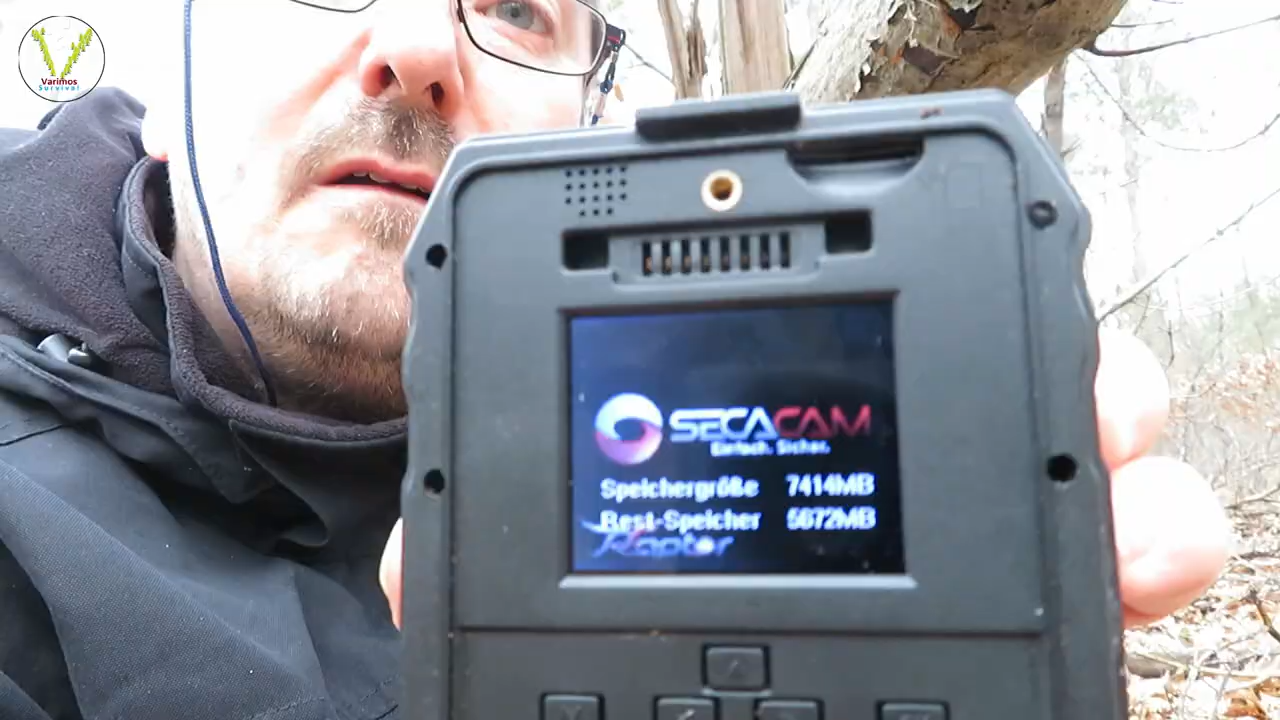 Varimos
Survival
SECACAM
Einfach. Sicher.
Speichergröße 7414MB
Rest-Speicher 5672MB
Raptor